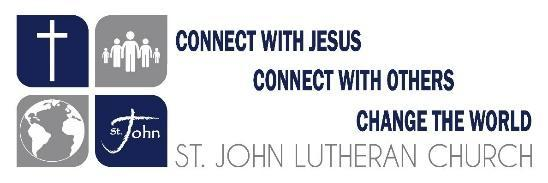 CONNECT WITH JESUS
CONNECT WITH OTHERS
CHANGE THE WORLD
St. John
ST. JOHN LUTHERAN CHURCH